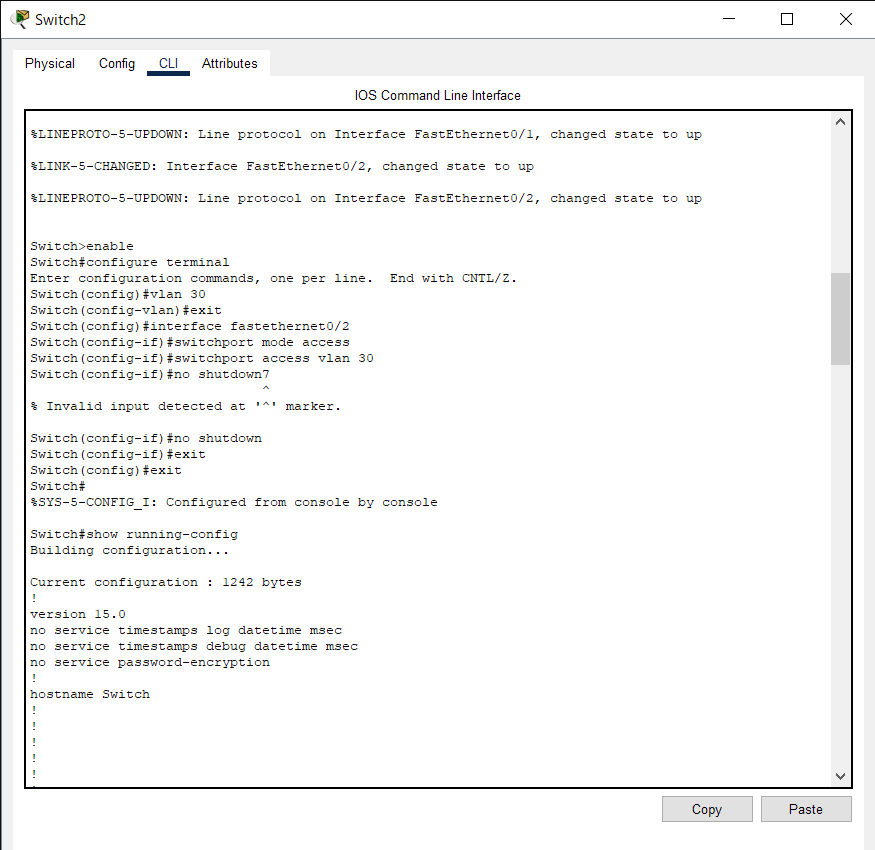 Switch2
Physical Config CLI Attributes
IOS Command Line Interface
%LINEPROTO-5-UPDOWN: Line protocol on Interface FastEthernet0/1, changed state to up
%LINK-5-CHANGED: Interface FastEthernet0/2, changed state to up
%LINEPROTO-5-UPDOWN: Line protocol on Interface FastEthernet0/2, changed state to up
Switch>enable
Switch#configure terminal
Enter configuration commands, one per line.  End with CNTL/Z.
Switch(config)#vlan 30
Switch(config-vlan)#exit
Switch(config)#interface fastethernet0/2
Switch(config-if)#switchport mode access
Switch(config-if)#switchport access vlan 30
Switch(config-if)#no shutdown7
^
% Invalid input detected at '^' marker.
Switch(config-if)#no shutdown
Switch(config-if)#exit
Switch(config)#exit
Switch#
%SYS-5-CONFIG_I: Configured from console by console
Switch#show running-config
Building configuration...
Current configuration : 1242 bytes
!
version 15.0
no service timestamps log datetime msec
no service timestamps debug datetime msec
no service password-encryption
!
hostname Switch
!
!
!
!
!
Copy Paste